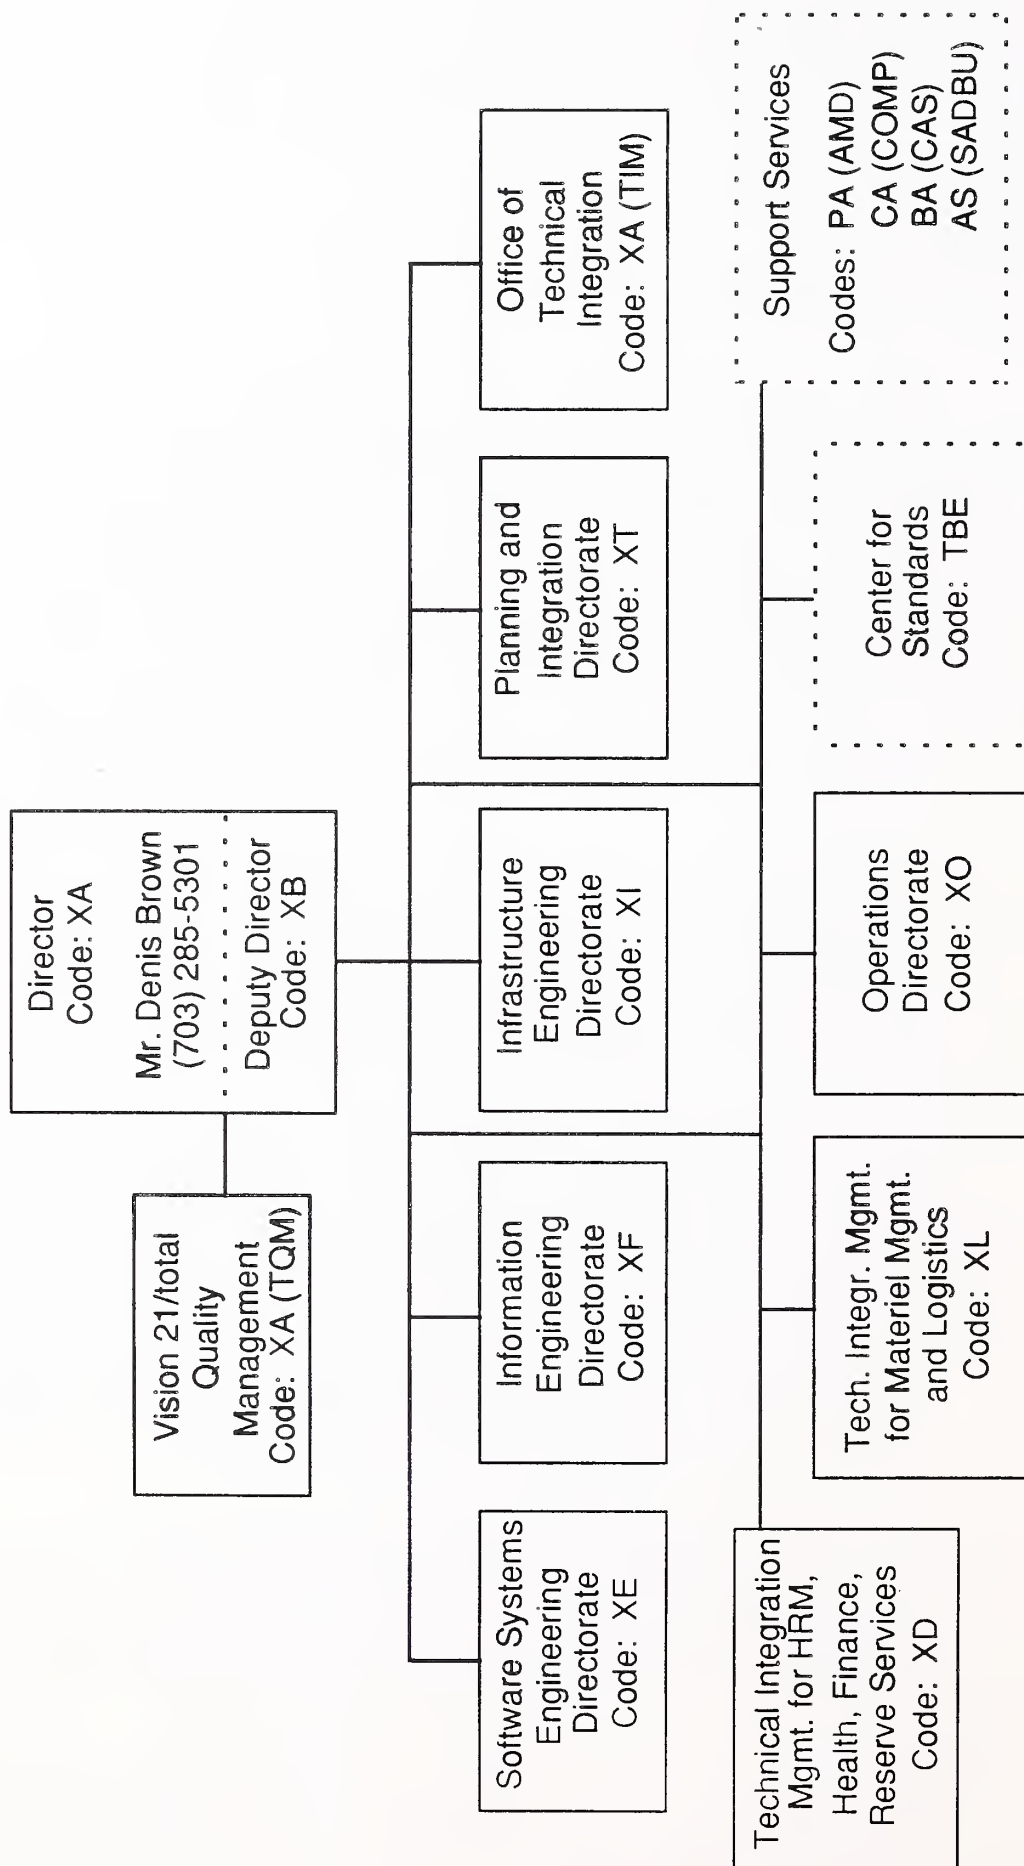 Director
Code: XA
Mr. Denis Brown
(703) 285-5301
Deputy Director
Code: XB
Vision 21/total
Quality
Management
Code: XA (TQM)
Software Systems
Engineering
Directorate
Code: XE
Information
Engineering
Directorate
Code: XF
Infrastructure
Engineering
Directorate
Code: XI
Planning and
Integration
Directorate
Code: XT
Office of
Technical
Integration
Code: XA (TIM)
Technical Integration
Mgmt. for HRM,
Health, Finance,
Reserve Services
Code: XD
Tech. Integr. Mgmt.
for Materiel Mgmt.
and Logistics
Code: XL
Operations
Directorate
Code: XO
Center for
Standards
Code: TBE
Support Services
Codes: PA (AMD)
CA (COMP)
BA (CAS)
AS (SADBU)